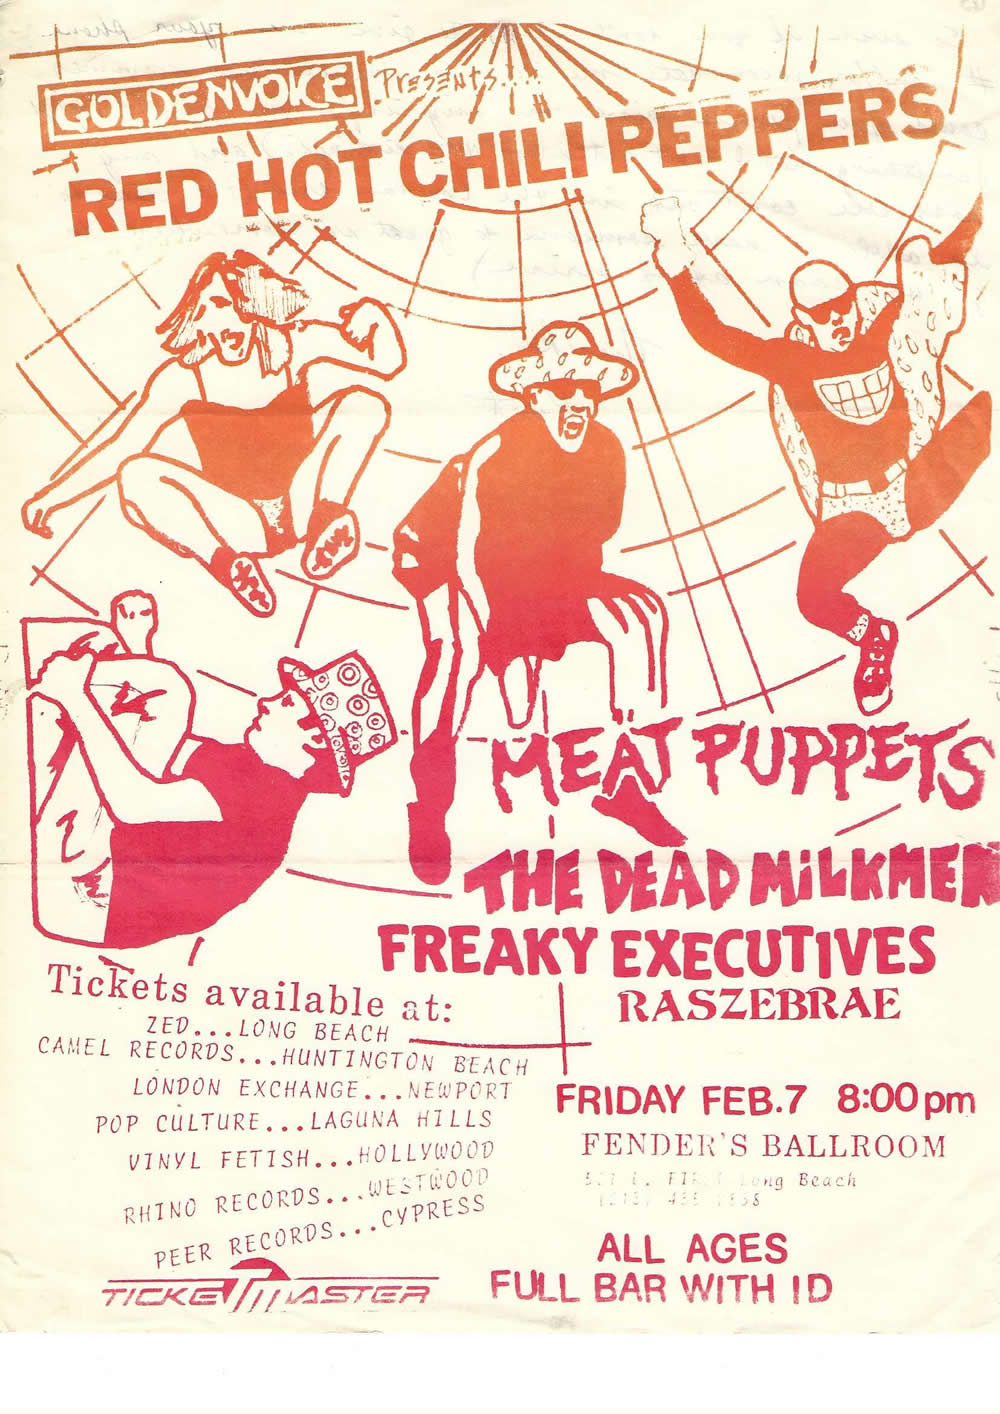 GOLDENVOICE Presents....
RED HOT CHILI PEPPERS
MEAT PUPPETS
THE DEAD MiLKMEN
FREAKY EXECUTIVES
RASZEBRAE
Tickets available at:
ZED...LONG BEACH
CAMEL RECORDS...HUNTINGTON BEACH
LONDON EXCHANGE...NEWPORT
POP CULTURE...LAGUNA HILLS
VINYL FETISH...HOLLYWOOD
RHINO RECORDS...WESTWOOD
PEER RECORDS...CYPRESS
TICKETMASTER
FRIDAY FEB.7 8:00pm
FENDER'S BALLROOM
Long Beach
ALL AGES
FULL BAR WITH ID